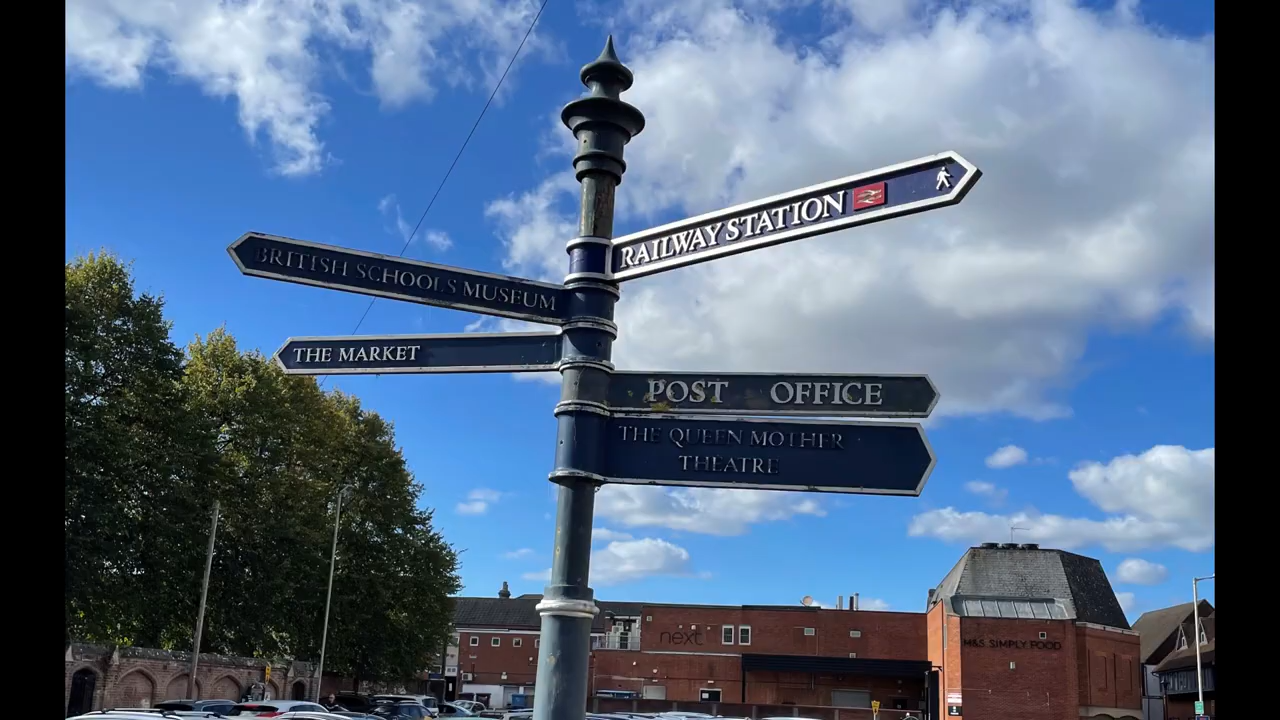 RAILWAY STATION
BRITISH SCHOOLS MUSEUM
THE MARKET
POST OFFICE
THE QUEEN MOTHER
THEATRE
next
M&S SIMPLY FOOD